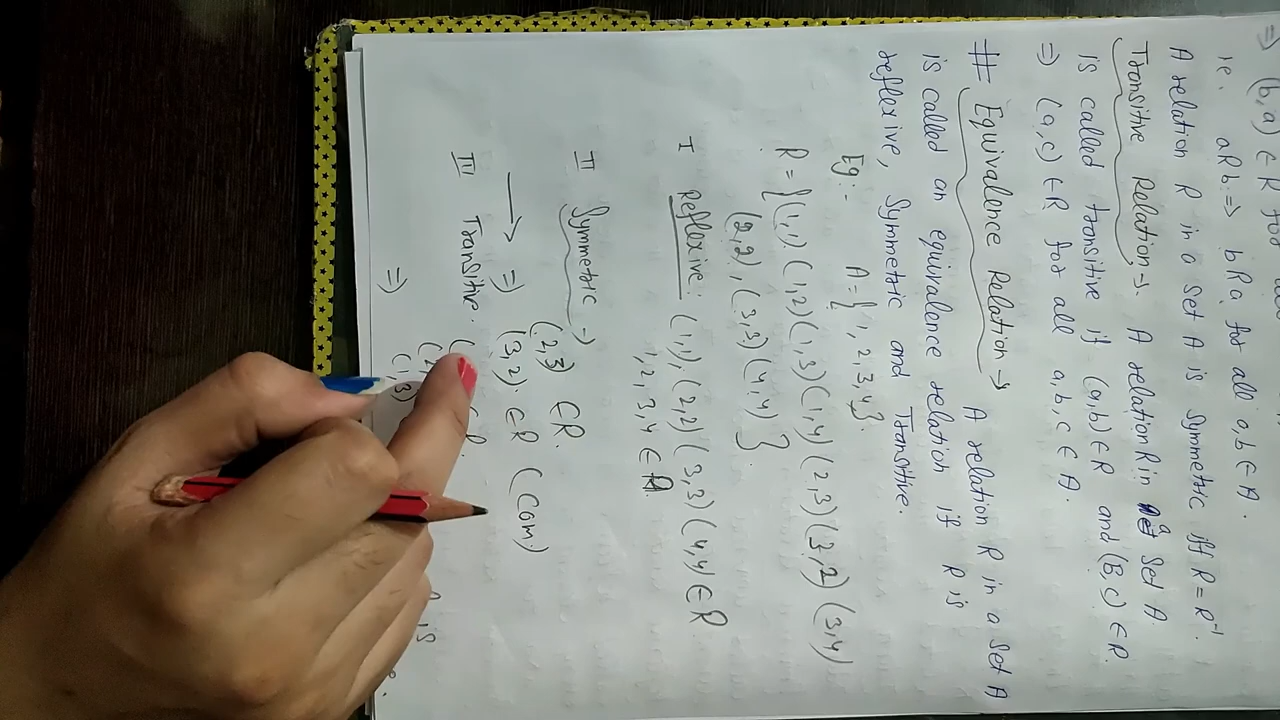 ⇒ (b,a) ∈ R for
ie. aRb ⇒ bRa for all a,b ∈ A.
A relation R in a set A is symmetric iff R = R⁻¹.
Transitive Relation → A relation R in a set A
is called transitive if (a,b) ∈ R and (B,c) ∈ R
⇒ (a,c) ∈ R for all a,b,c ∈ A.
# Equivalence Relation → A relation R in a set A
is called an equivalence relation if R is
reflexive, Symmetric and Transitive.
Eg:- A = {1,2,3,4}.
R = {(1,1), (1,2) (1,3) (1,4) (2,3) (3,2) (3,4)
(2,2), (3,3) (4,4) }.
I Reflexive: (1,1), (2,2) (3,3) (4,4) ∈ R
1, 2, 3, 4 ∈ A
II Symmetric → (2,3) ∈ R.
→ ⇒ (3,2) ∈ R (Com)
III Transitive.
⇒ (1,3)
is